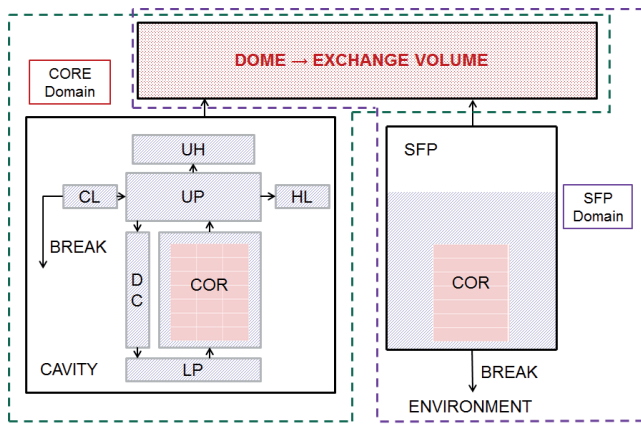 DOME → EXCHANGE VOLUME
CORE
Domain
UH
CL
UP
HL
BREAK
D
C
COR
LP
CAVITY
SFP
SFP
Domain
COR
BREAK
ENVIRONMENT